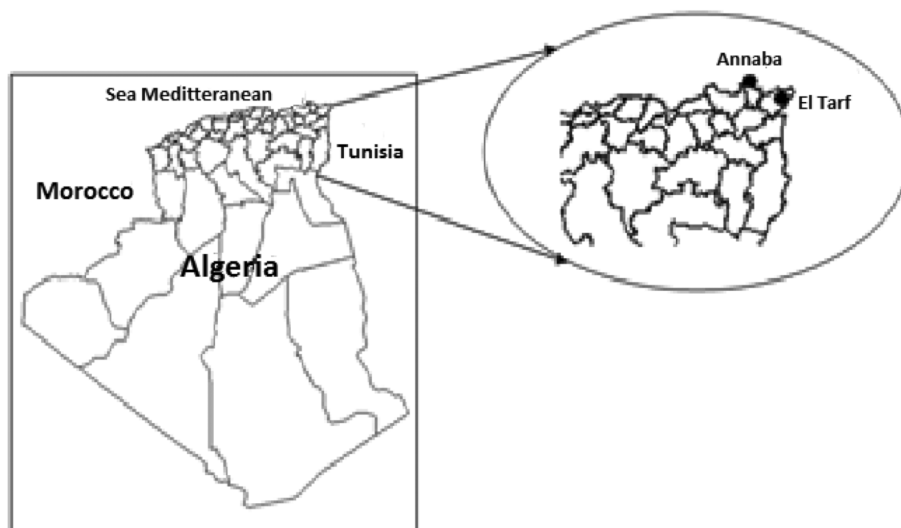 Sea Meditteranean
Tunisia
Morocco
Algeria
Annaba
El Tarf